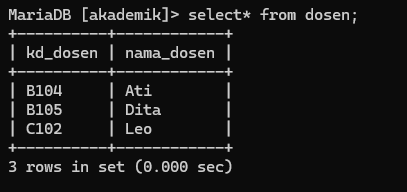 MariaDB [akademik]> select* from dosen;
+----------+------------+
| kd_dosen | nama_dosen |
+----------+------------+
| B104     | Ati        |
| B105     | Dita       |
| C102     | Leo        |
+----------+------------+
3 rows in set (0.000 sec)